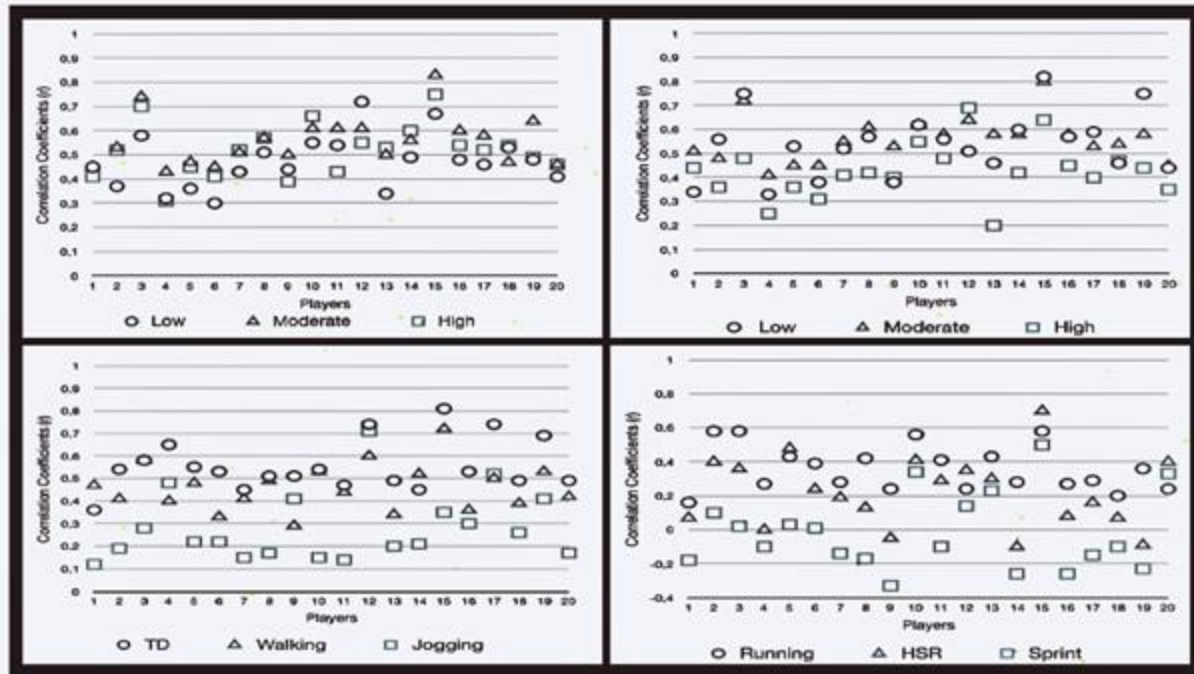 Correlation Coefficients (r)
1
0.9
0.8
0.7
0.6
0.5
0.4
0.3
0.2
0.1
0
1 2 3 4 5 6 7 8 9 10 11 12 13 14 15 16 17 18 19 20
Players
Low Moderate High
Correlation Coefficients (r)
1
0.9
0.8
0.7
0.6
0.5
0.4
0.3
0.2
0.1
0
1 2 3 4 5 6 7 8 9 10 11 12 13 14 15 16 17 18 19 20
Players
Low Moderate High
Correlation Coefficients (r)
1
0.9
0.8
0.7
0.6
0.5
0.4
0.3
0.2
0.1
0
1 2 3 4 5 6 7 8 9 10 11 12 13 14 15 16 17 18 19 20
Players
TD Walking Jogging
Correlation Coefficients (r)
1
0.8
0.6
0.4
0.2
0
-0.2
-0.4
1 2 3 4 5 6 7 8 9 10 11 12 13 14 15 16 17 18 19 20
Players
Running HSR Sprint